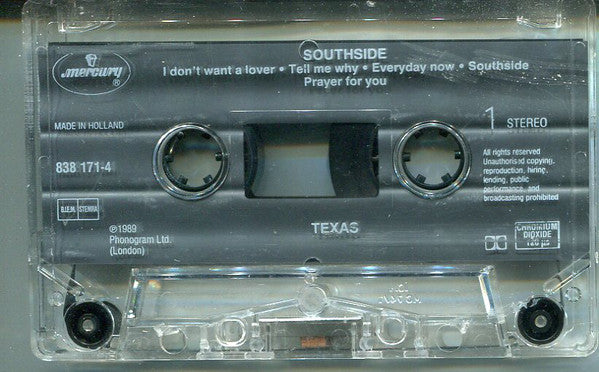 SOUTHSIDE
mercury ®
I don't want a lover • Tell me why • Everyday now • Southside
Prayer for you
MADE IN HOLLAND
1 STEREO
838 171-4
All rights reserved
Unauthorised copying,
reproduction, hiring,
lending, public
performance, and
broadcasting prohibited
B.I.E.M. STEMRA
℗1989
Phonogram Ltd.
(London)
TEXAS
CHROMIUM
DIOXIDE
120 µs